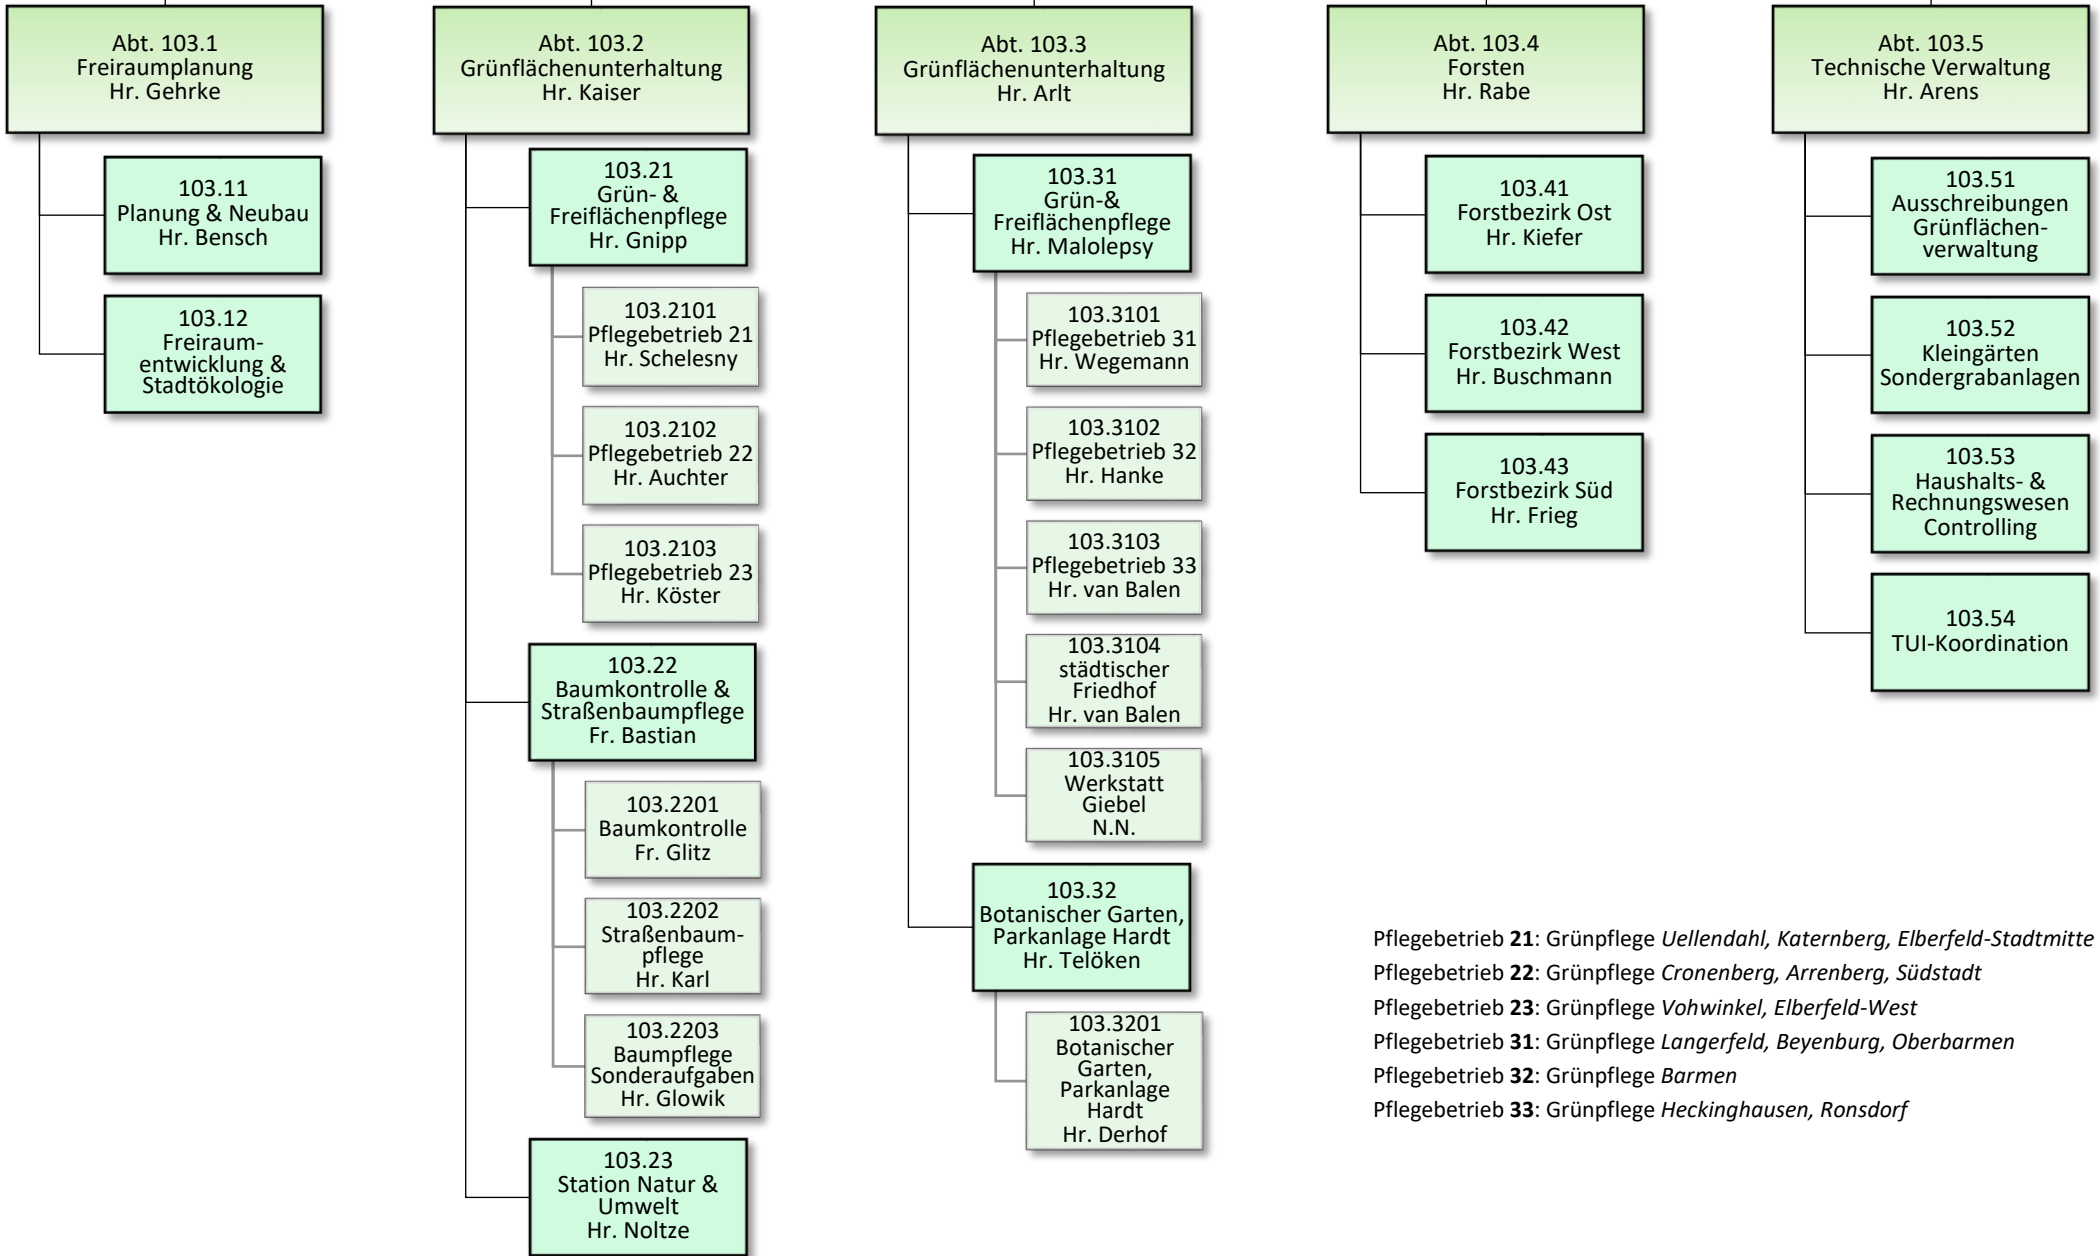 Abt. 103.1
Freiraumplanung
Hr. Gehrke
103.11
Planung & Neubau
Hr. Bensch
103.12
Freiraum-
entwicklung &
Stadtökologie
Abt. 103.2
Grünflächenunterhaltung
Hr. Kaiser
103.21
Grün- &
Freiflächenpflege
Hr. Gnipp
103.2101
Pflegebetrieb 21
Hr. Schelesny
103.2102
Pflegebetrieb 22
Hr. Auchter
103.2103
Pflegebetrieb 23
Hr. Köster
103.22
Baumkontrolle &
Straßenbaumpflege
Fr. Bastian
103.2201
Baumkontrolle
Fr. Glitz
103.2202
Straßenbaum-
pflege
Hr. Karl
103.2203
Baumpflege
Sonderaufgaben
Hr. Glowik
103.23
Station Natur &
Umwelt
Hr. Noltze
Abt. 103.3
Grünflächenunterhaltung
Hr. Arlt
103.31
Grün-&
Freiflächenpflege
Hr. Malolepsy
103.3101
Pflegebetrieb 31
Hr. Wegemann
103.3102
Pflegebetrieb 32
Hr. Hanke
103.3103
Pflegebetrieb 33
Hr. van Balen
103.3104
städtischer
Friedhof
Hr. van Balen
103.3105
Werkstatt
Giebel
N.N.
103.32
Botanischer Garten,
Parkanlage Hardt
Hr. Telöken
103.3201
Botanischer
Garten,
Parkanlage
Hardt
Hr. Derhof
Abt. 103.4
Forsten
Hr. Rabe
103.41
Forstbezirk Ost
Hr. Kiefer
103.42
Forstbezirk West
Hr. Buschmann
103.43
Forstbezirk Süd
Hr. Frieg
Abt. 103.5
Technische Verwaltung
Hr. Arens
103.51
Ausschreibungen
Grünflächen-
verwaltung
103.52
Kleingärten
Sondergrabanlagen
103.53
Haushalts- &
Rechnungswesen
Controlling
103.54
TUI-Koordination
Pflegebetrieb 21: Grünpflege Uellendahl, Katernberg, Elberfeld-Stadtmitte
Pflegebetrieb 22: Grünpflege Cronenberg, Arrenberg, Südstadt
Pflegebetrieb 23: Grünpflege Vohwinkel, Elberfeld-West
Pflegebetrieb 31: Grünpflege Langerfeld, Beyenburg, Oberbarmen
Pflegebetrieb 32: Grünpflege Barmen
Pflegebetrieb 33: Grünpflege Heckinghausen, Ronsdorf